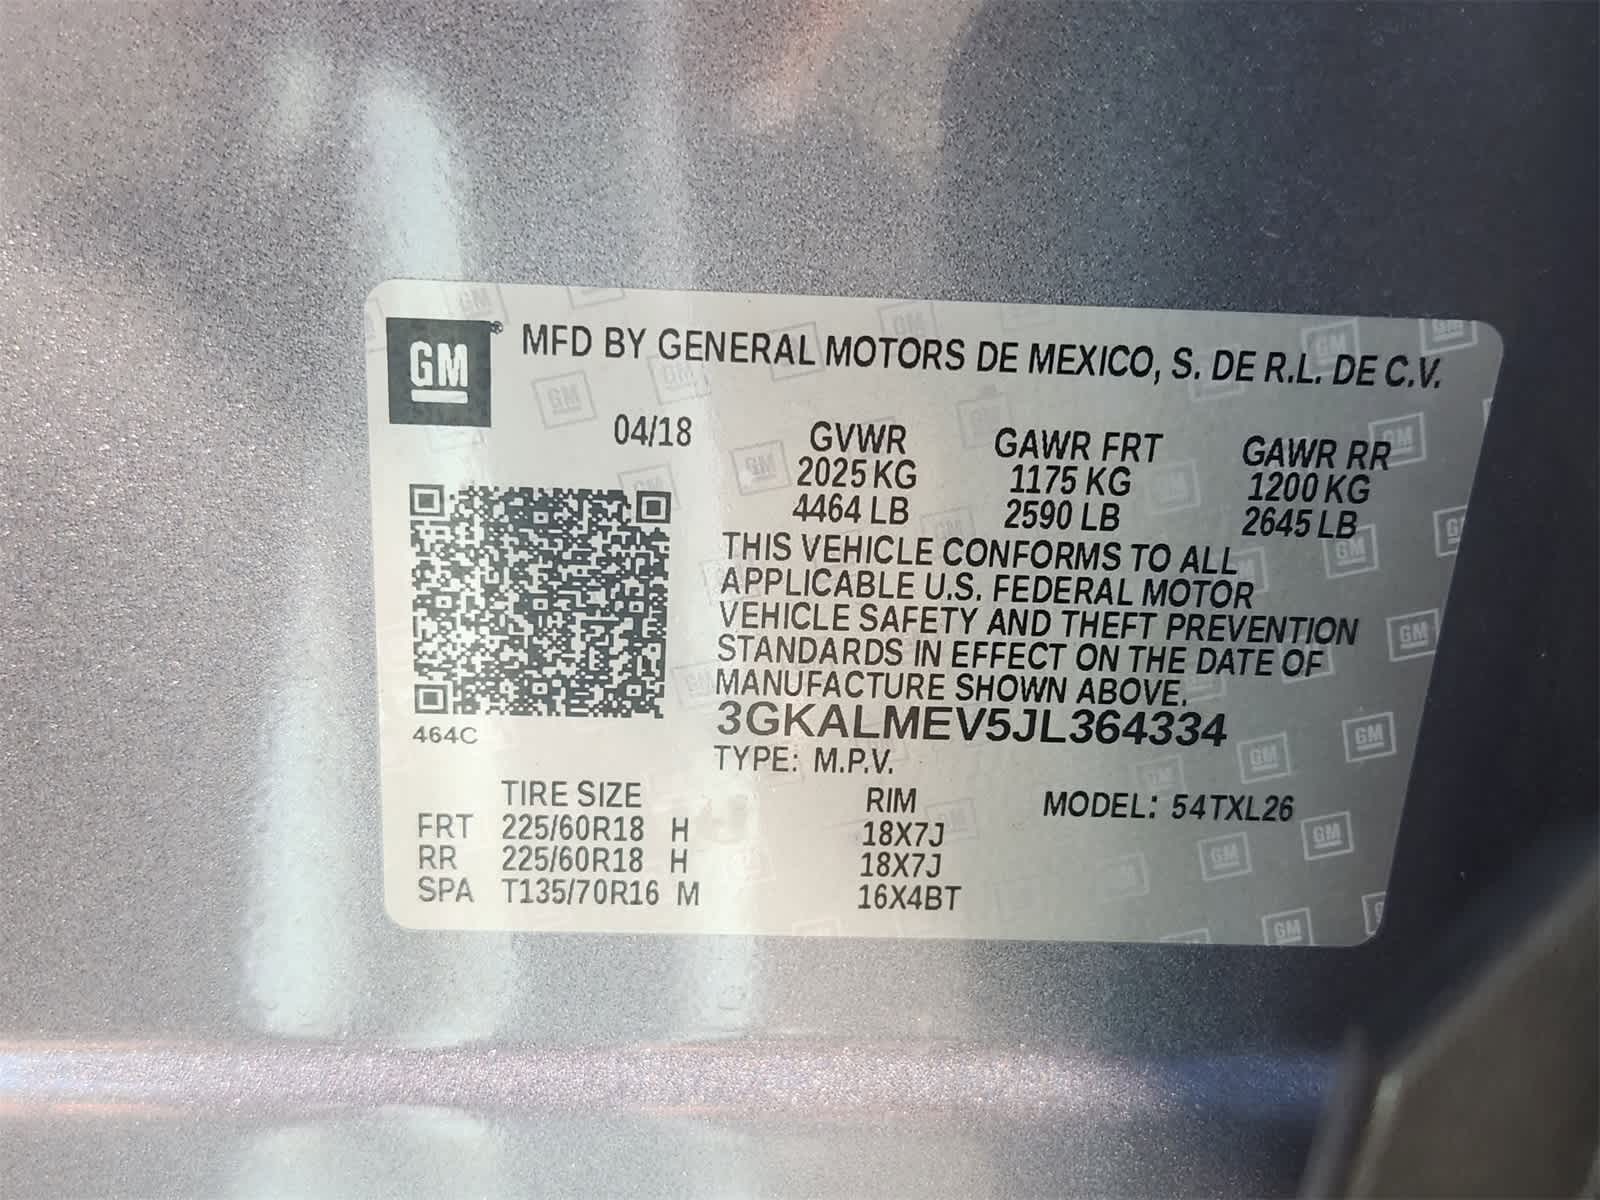 GM® MFD BY GENERAL MOTORS DE MEXICO, S. DE R.L. DE C.V.
04/18 GVWR GAWR FRT GAWR RR
2025 KG 1175 KG 1200 KG
4464 LB 2590 LB 2645 LB
THIS VEHICLE CONFORMS TO ALL
APPLICABLE U.S. FEDERAL MOTOR
VEHICLE SAFETY AND THEFT PREVENTION
STANDARDS IN EFFECT ON THE DATE OF
MANUFACTURE SHOWN ABOVE.
3GKALMEV5JL364334
464C
TYPE: M.P.V.
TIRE SIZE RIM MODEL: 54TXL26
FRT 225/60R18 H 18X7J
RR 225/60R18 H 18X7J
SPA T135/70R16 M 16X4BT